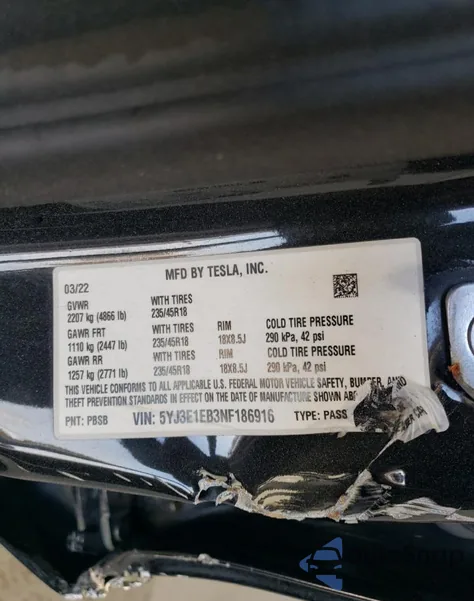 MFD BY TESLA, INC.
03/22
GVWR WITH TIRES
2207 kg (4866 lb) 235/45R18
GAWR FRT WITH TIRES RIM COLD TIRE PRESSURE
1110 kg (2447 lb) 235/45R18 18X8.5J 290 kPa, 42 psi
GAWR RR WITH TIRES RIM COLD TIRE PRESSURE
1257 kg (2771 lb) 235/45R18 18X8.5J 290 kPa, 42 psi
THIS VEHICLE CONFORMS TO ALL APPLICABLE U.S. FEDERAL MOTOR VEHICLE SAFETY, BUMPER, AND
THEFT PREVENTION STANDARDS IN EFFECT ON THE DATE OF MANUFACTURE SHOWN
PNT: PBSB VIN: 5YJ3E1EB3NF186916 TYPE: PASS CAR